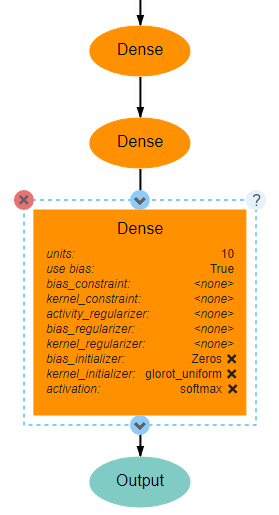 Dense
Dense
?
Dense
units: 10
use bias: True
bias_constraint: <none>
kernel_constraint: <none>
activity_regularizer: <none>
bias_regularizer: <none>
kernel_regularizer: <none>
bias_initializer: Zeros
kernel_initializer: glorot_uniform
activation: softmax
Output